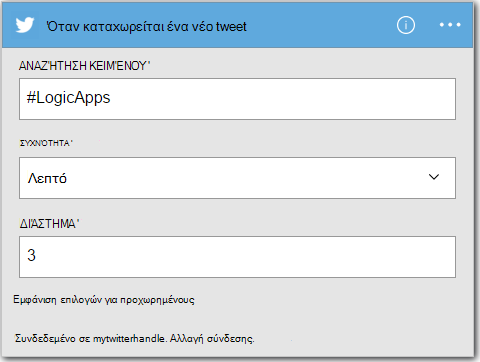 Όταν καταχωρείται ένα νέο tweet
ΑΝΑΖΉΤΗΣΗ ΚΕΙΜΈΝΟΥ*
#LogicApps
ΣΥΧΝΌΤΗΤΑ*
Λεπτό
ΔΙΆΣΤΗΜΑ*
3
Εμφάνιση επιλογών για προχωρημένους
Συνδεδεμένο σε mytwitterhandle. Αλλαγή σύνδεσης.